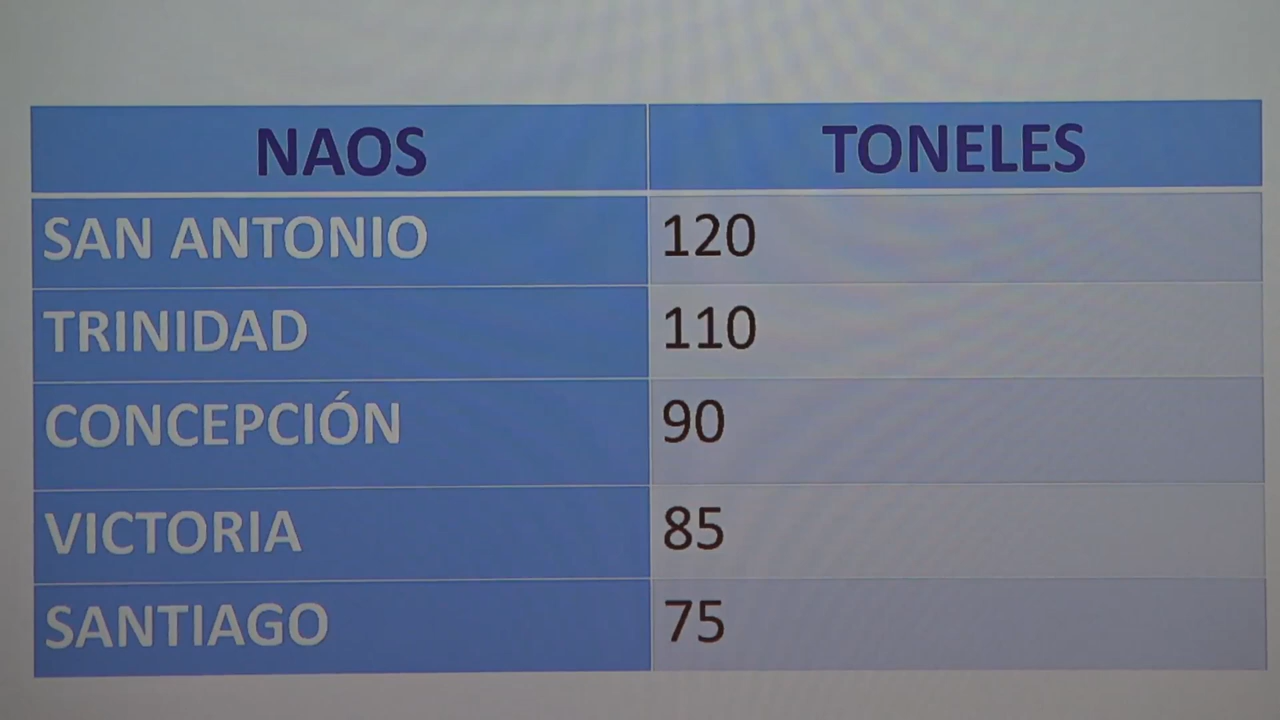 NAOS TONELES
SAN ANTONIO 120
TRINIDAD 110
CONCEPCIÓN 90
VICTORIA 85
SANTIAGO 75